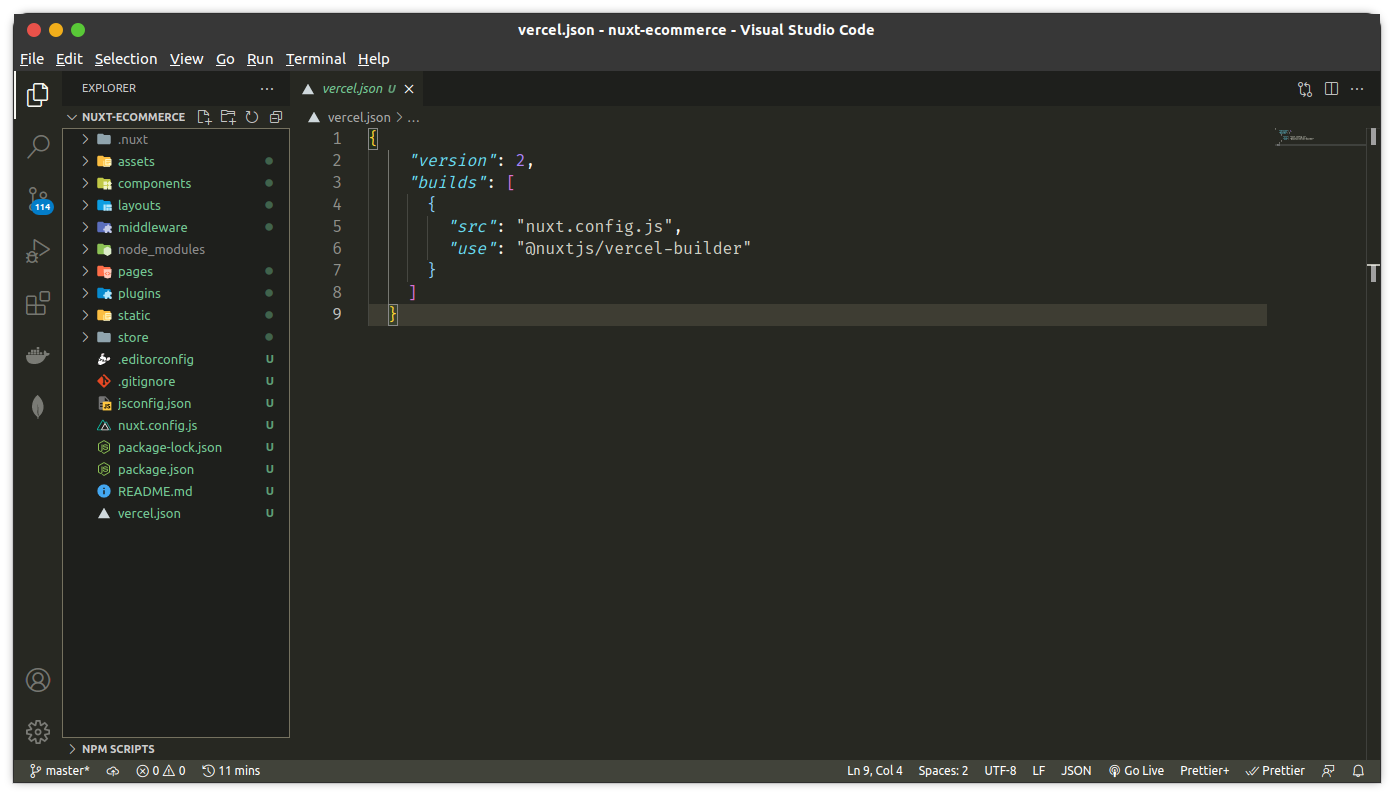 vercel.json - nuxt-ecommerce - Visual Studio Code
File Edit Selection View Go Run Terminal Help
EXPLORER
NUXT-ECOMMERCE
.nuxt
assets
components
layouts
middleware
node_modules
pages
plugins
static
store
.editorconfig U
.gitignore U
jsconfig.json U
nuxt.config.js U
package-lock.json U
package.json U
README.md U
vercel.json U
NPM SCRIPTS
114
vercel.json U
vercel.json > ...
1 {
2 "version": 2,
3 "builds": [
4 {
5 "src": "nuxt.config.js",
6 "use": "@nuxtjs/vercel-builder"
7 }
8 ]
9 }
master* 0 0 11 mins Ln 9, Col 4 Spaces: 2 UTF-8 LF JSON Go Live Prettier+ Prettier